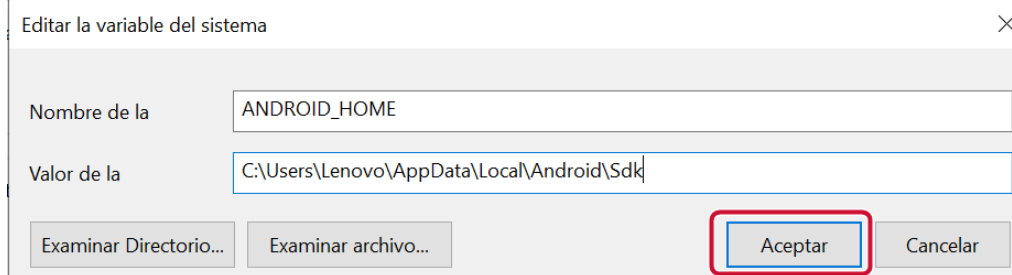 Editar la variable del sistema
Nombre de la
ANDROID_HOME
Valor de la
C:\Users\Lenovo\AppData\Local\Android\Sdk
Examinar Directorio...
Examinar archivo...
Aceptar
Cancelar